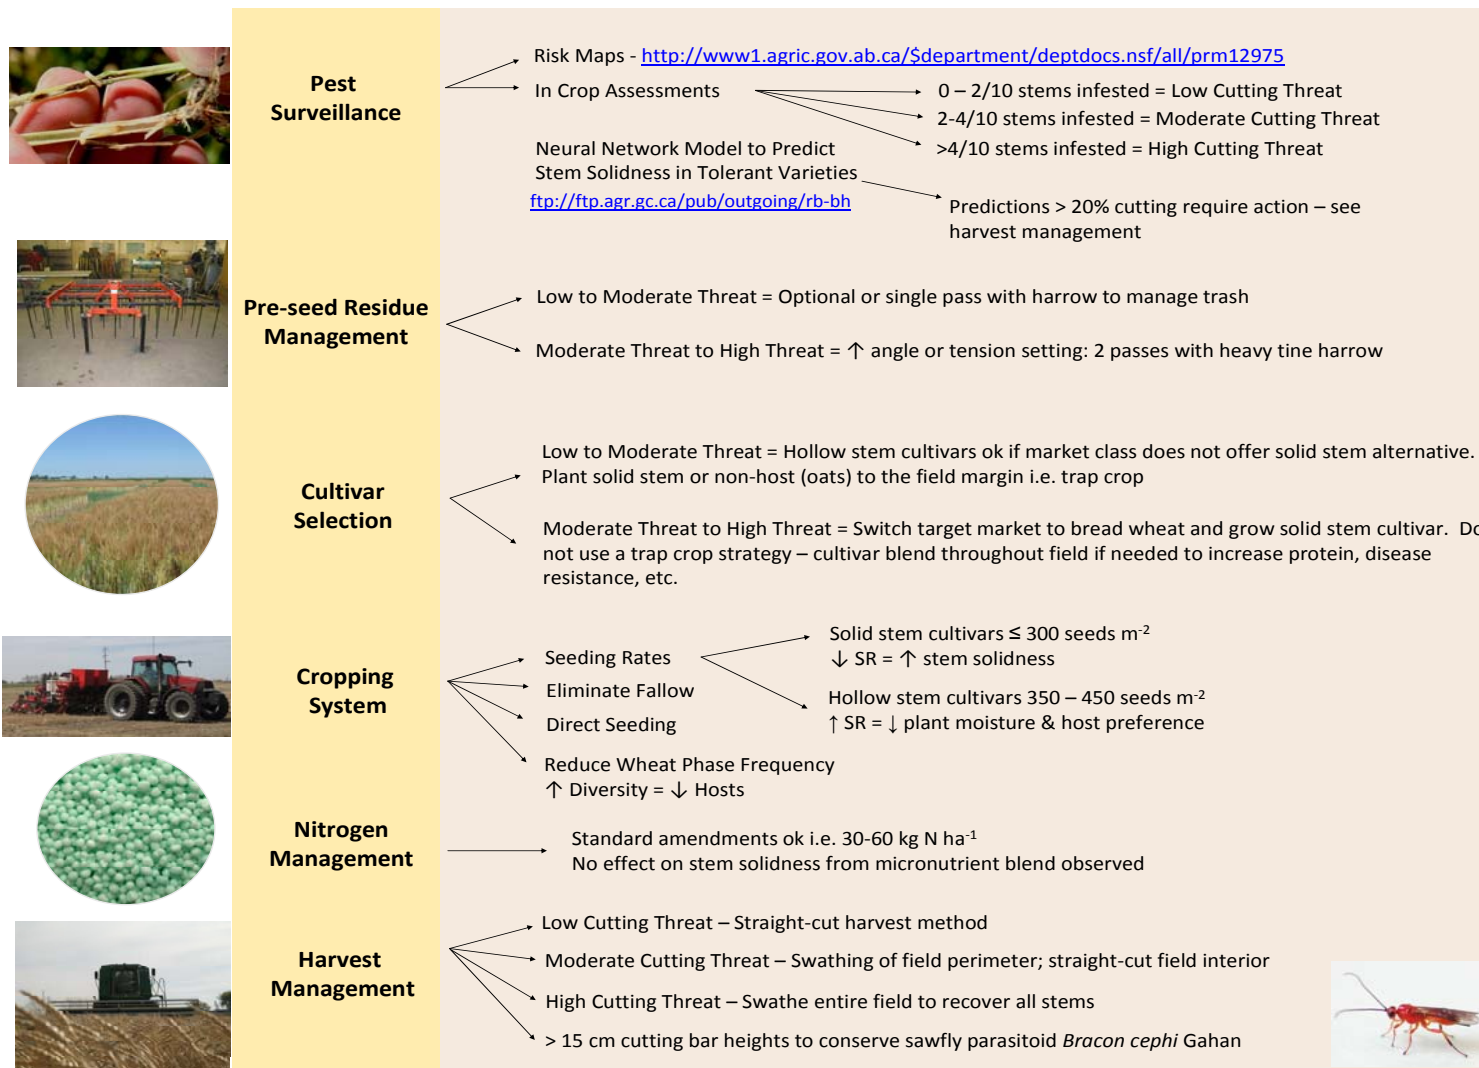 Pest
Surveillance
Risk Maps - http://www1.agric.gov.ab.ca/$department/deptdocs.nsf/all/prm12975
In Crop Assessments
0 – 2/10 stems infested = Low Cutting Threat
2-4/10 stems infested = Moderate Cutting Threat
>4/10 stems infested = High Cutting Threat
Neural Network Model to Predict
Stem Solidness in Tolerant Varieties
ftp://ftp.agr.gc.ca/pub/outgoing/rb-bh
Predictions > 20% cutting require action – see
harvest management
Pre-seed Residue
Management
Low to Moderate Threat = Optional or single pass with harrow to manage trash
Moderate Threat to High Threat = ↑ angle or tension setting: 2 passes with heavy tine harrow
Cultivar
Selection
Low to Moderate Threat = Hollow stem cultivars ok if market class does not offer solid stem alternative.
Plant solid stem or non-host (oats) to the field margin i.e. trap crop
Moderate Threat to High Threat = Switch target market to bread wheat and grow solid stem cultivar. Do
not use a trap crop strategy – cultivar blend throughout field if needed to increase protein, disease
resistance, etc.
Cropping
System
Seeding Rates
Eliminate Fallow
Direct Seeding
Reduce Wheat Phase Frequency
↑ Diversity = ↓ Hosts
Solid stem cultivars ≤ 300 seeds m⁻²
↓ SR = ↑ stem solidness
Hollow stem cultivars 350 – 450 seeds m⁻²
↑ SR = ↓ plant moisture & host preference
Nitrogen
Management
Standard amendments ok i.e. 30-60 kg N ha⁻¹
No effect on stem solidness from micronutrient blend observed
Harvest
Management
Low Cutting Threat – Straight-cut harvest method
Moderate Cutting Threat – Swathing of field perimeter; straight-cut field interior
High Cutting Threat – Swathe entire field to recover all stems
> 15 cm cutting bar heights to conserve sawfly parasitoid Bracon cephi Gahan